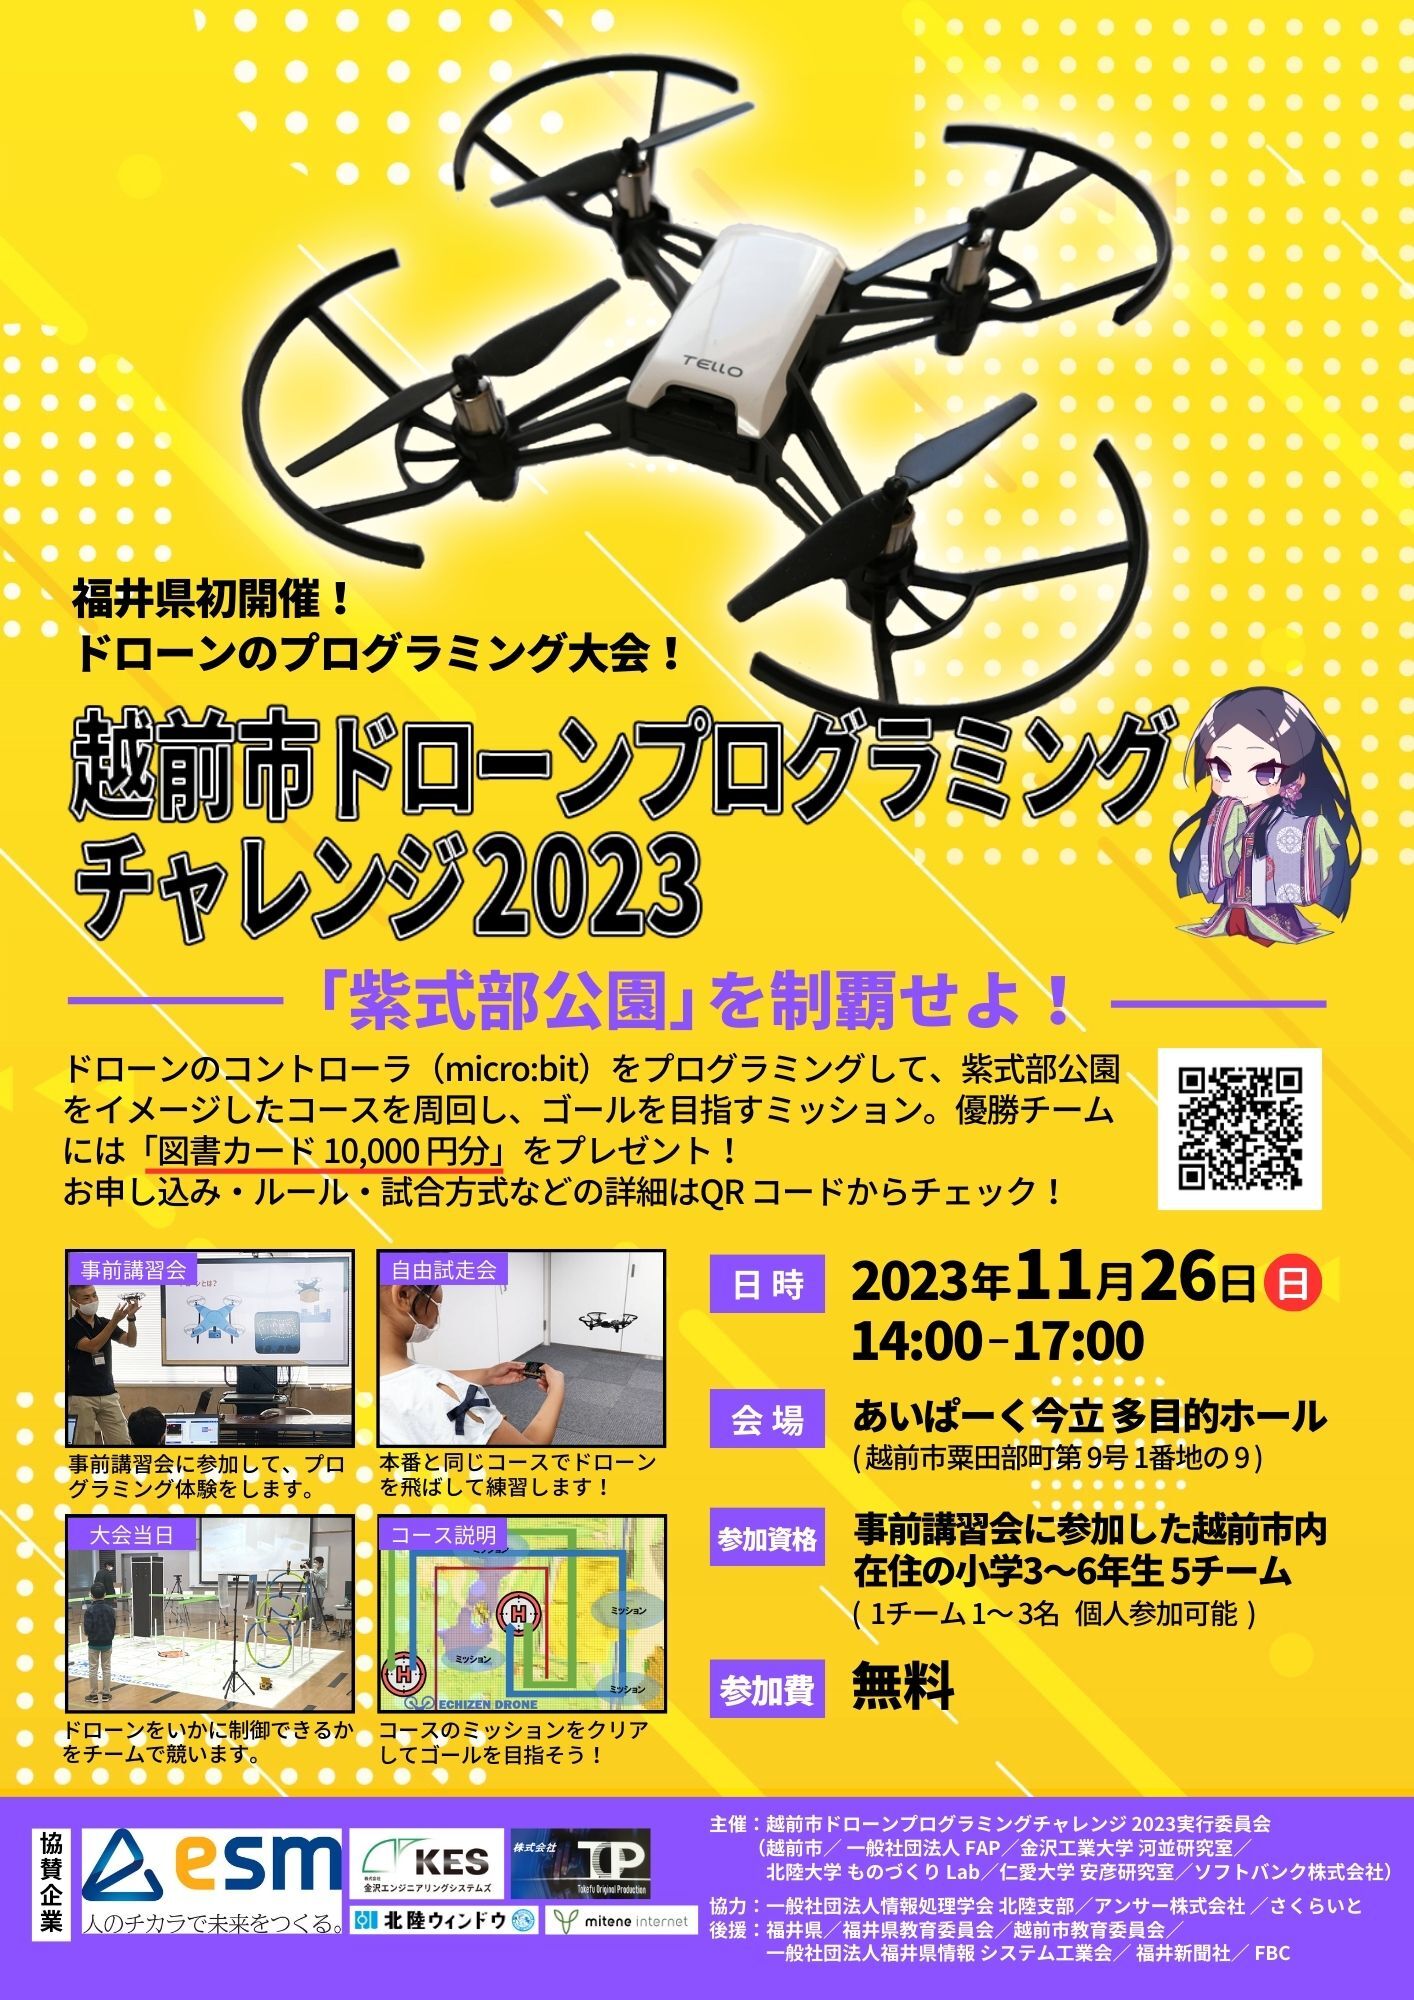 TELLO
福井県初開催！
ドローンのプログラミング大会！
越前市ドローンプログラミング
チャレンジ2023
「紫式部公園」を制覇せよ！
ドローンのコントローラ（micro:bit）をプログラミングして、紫式部公園
をイメージしたコースを周回し、ゴールを目指すミッション。優勝チーム
には「図書カード 10,000 円分」をプレゼント！
お申し込み・ルール・試合方式などの詳細はQR コードからチェック！
事前講習会
とは?
事前講習会に参加して、プロ
グラミング体験をします。
自由試走会
本番と同じコースでドローン
を飛ばして練習します！
大会当日
ドローンをいかに制御できるか
をチームで競います。
コース説明
ミッション
ミッション
ミッション
ミッション
H
H
ECHIZEN DRONE
コースのミッションをクリア
してゴールを目指そう！
日時
2023年11月26日 日
14:00-17:00
会場
あいぱーく今立 多目的ホール
(越前市粟田部町第 9号 1番地の 9)
参加資格
事前講習会に参加した越前市内
在住の小学3〜6年生 5チーム
( 1チーム 1〜 3名 個人参加可能 )
参加費
無料
協賛企業
esm
人のチカラで未来をつくる。
KES
株式会社
金沢エンジニアリングシステムズ
株式会社 TOP
Takefu Original Production
北陸ウィンドウ
mitene internet
主催：越前市ドローンプログラミングチャレンジ 2023実行委員会
（越前市／ 一般社団法人 FAP／金沢工業大学 河並研究室／
北陸大学 ものづくり Lab／仁愛大学 安彦研究室／ソフトバンク株式会社）
協力：一般社団法人情報処理学会 北陸支部／アンサー株式会社 ／さくらいと
後援：福井県／福井県教育委員会／越前市教育委員会／
一般社団法人福井県情報 システム工業会／ 福井新聞社／ FBC